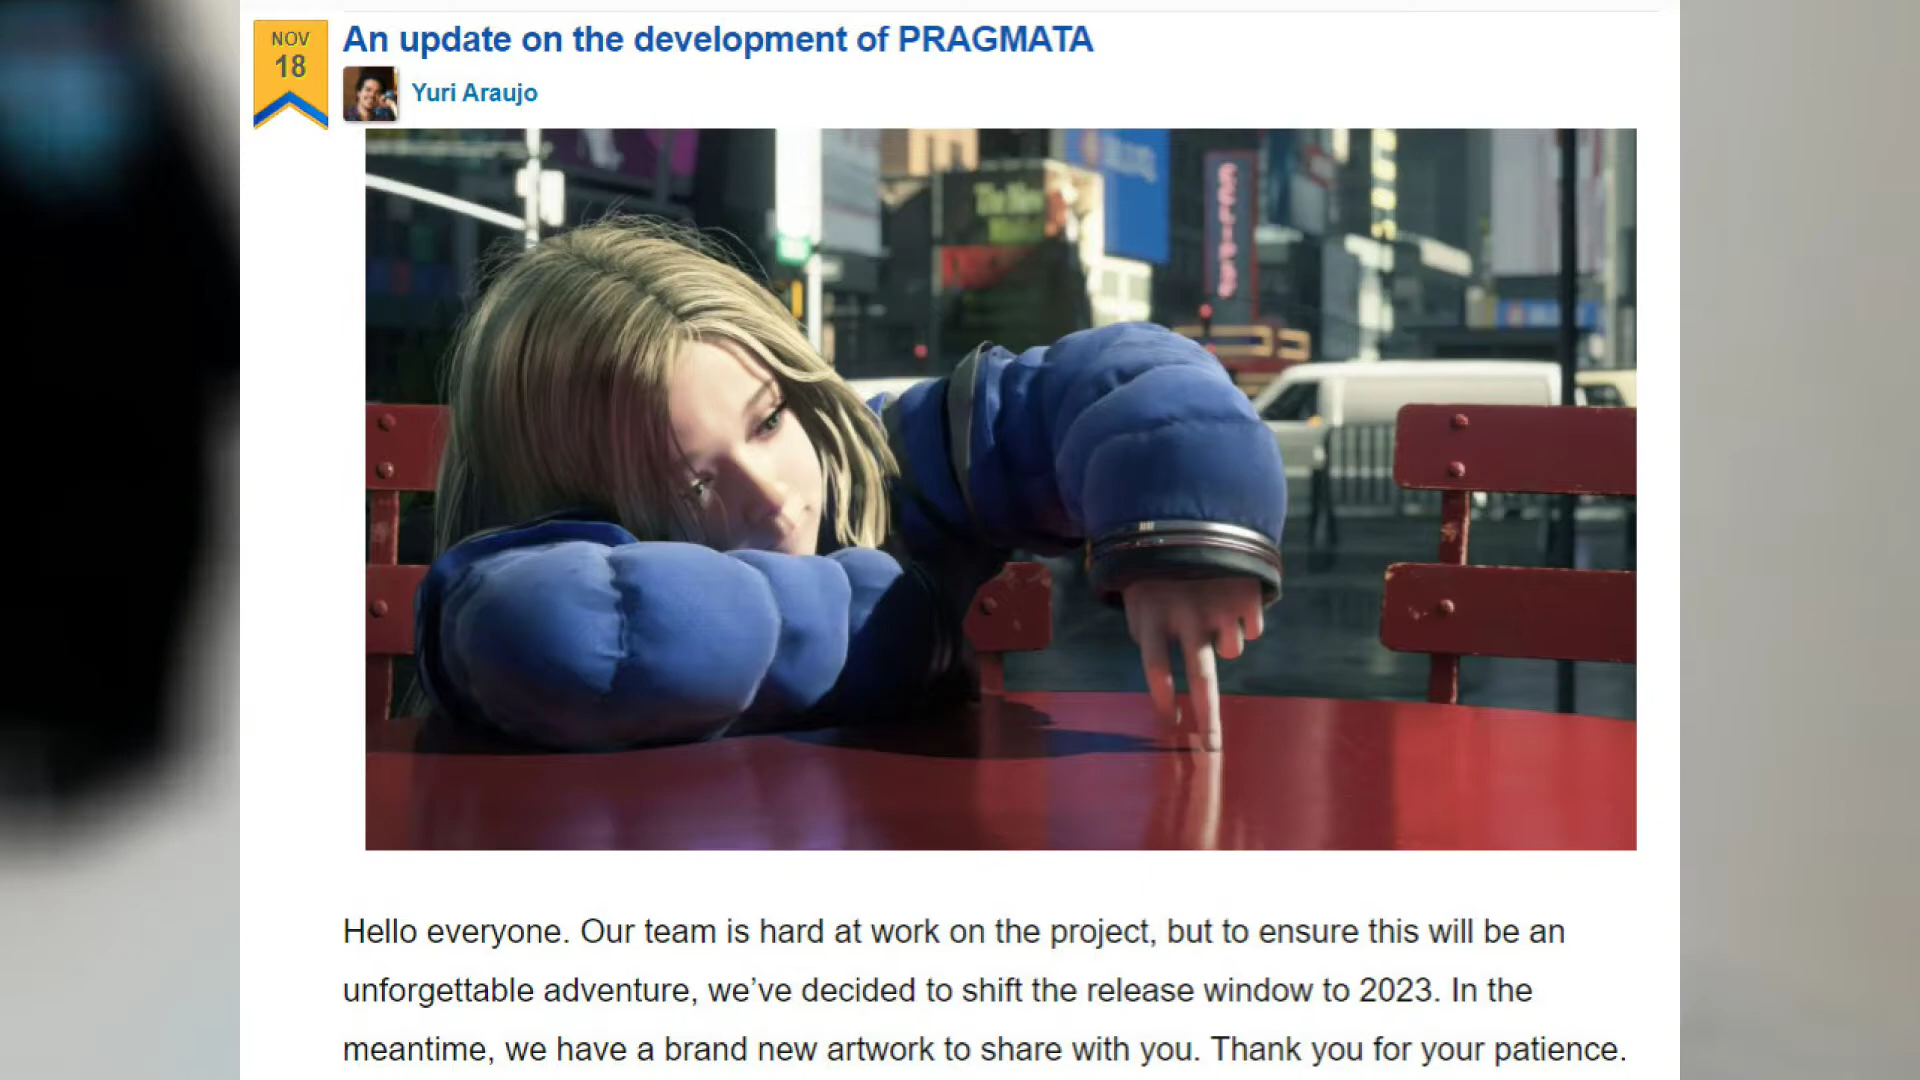 NOV
18
An update on the development of PRAGMATA
Yuri Araujo
The New
Hello everyone. Our team is hard at work on the project, but to ensure this will be an
unforgettable adventure, we’ve decided to shift the release window to 2023. In the
meantime, we have a brand new artwork to share with you. Thank you for your patience.